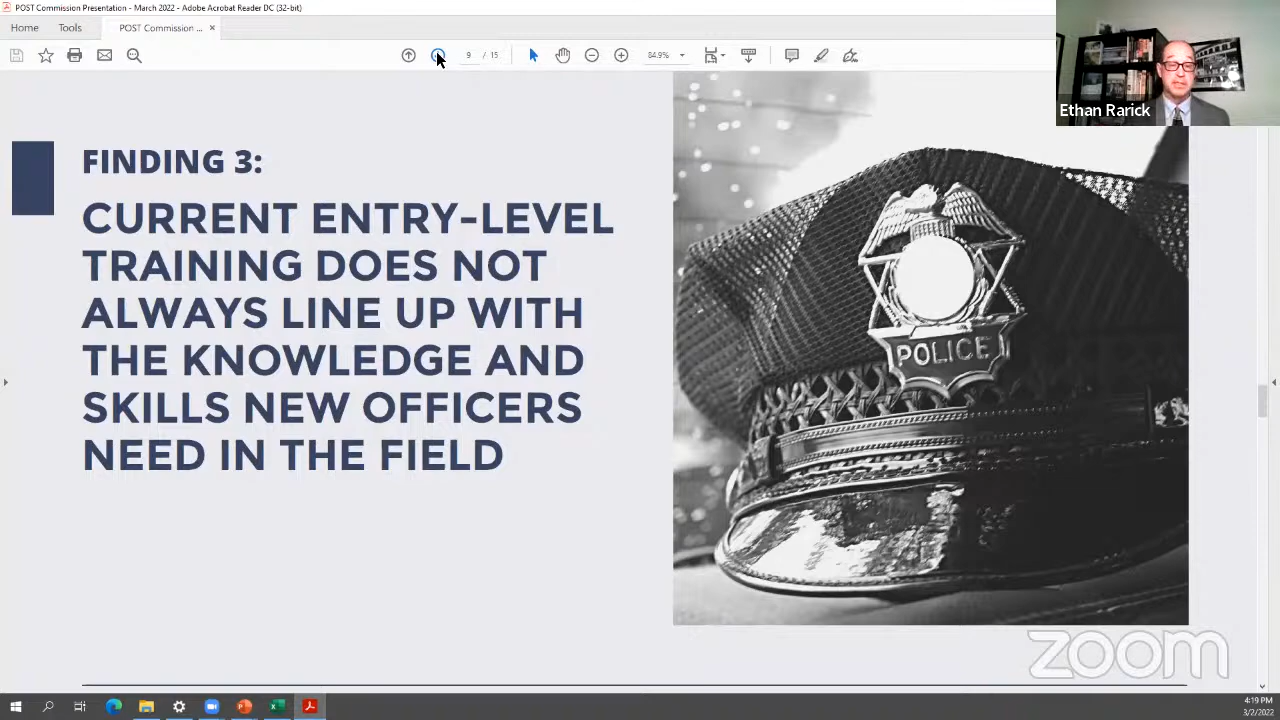 POST Commission Presentation - March 2022 - Adobe Acrobat Reader DC (32-bit)
Home
Tools
POST Commission ...
9 / 15
84.9%
Ethan Rarick
FINDING 3:
CURRENT ENTRY-LEVEL
TRAINING DOES NOT
ALWAYS LINE UP WITH
THE KNOWLEDGE AND
SKILLS NEW OFFICERS
NEED IN THE FIELD
POLICE
zoom
4:19 PM
3/2/2022